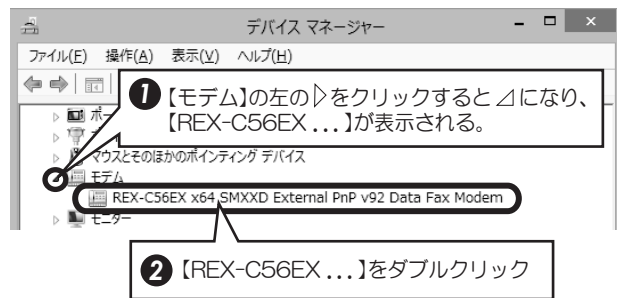 デバイス マネージャー
ファイル(F) 操作(A) 表示(V) ヘルプ(H)
❶【モデム】の左の▷をクリックすると⊿になり、
【REX-C56EX...】が表示される。
マウスとそのほかのポインティング デバイス
モデム
REX-C56EX x64 SMXXD External PnP v92 Data Fax Modem
モニター
❷【REX-C56EX...】をダブルクリック